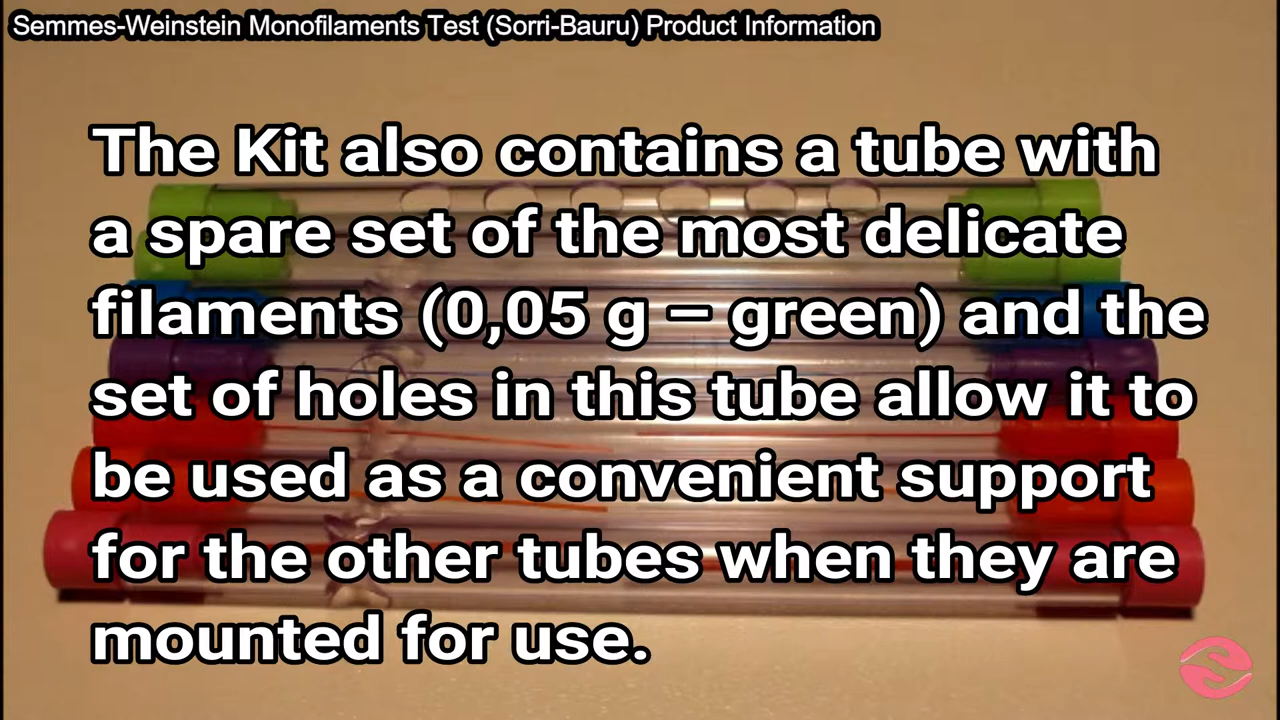 Semmes-Weinstein Monofilaments Test (Sorri-Bauru) Product Information
The Kit also contains a tube with
a spare set of the most delicate
filaments (0,05 g – green) and the
set of holes in this tube allow it to
be used as a convenient support
for the other tubes when they are
mounted for use.